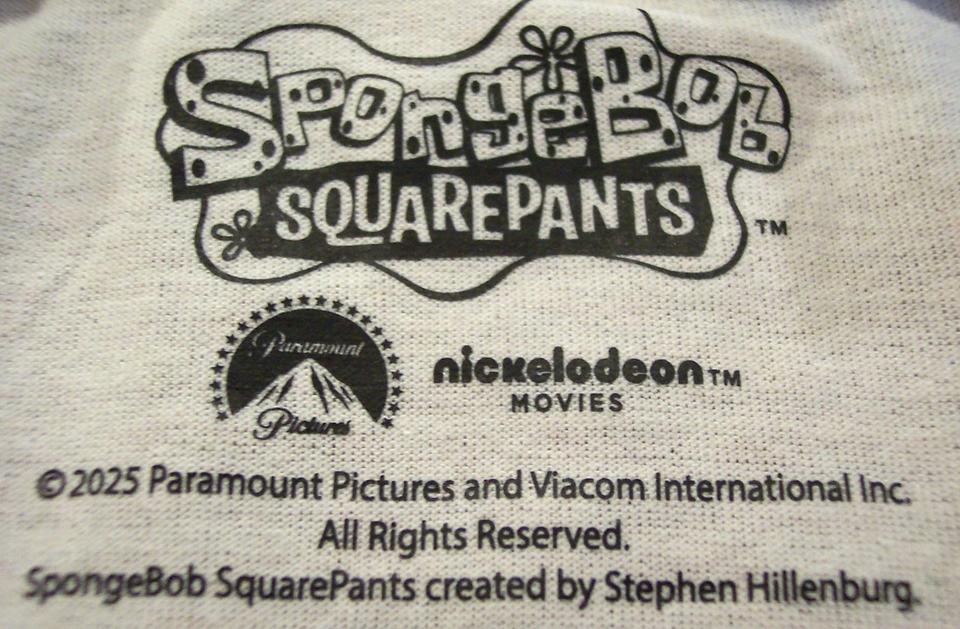 SpongeBob
SQUAREPANTS TM
Paramount
Pictures
nickelodeon TM
MOVIES
©2025 Paramount Pictures and Viacom International Inc.
All Rights Reserved.
SpongeBob SquarePants created by Stephen Hillenburg.